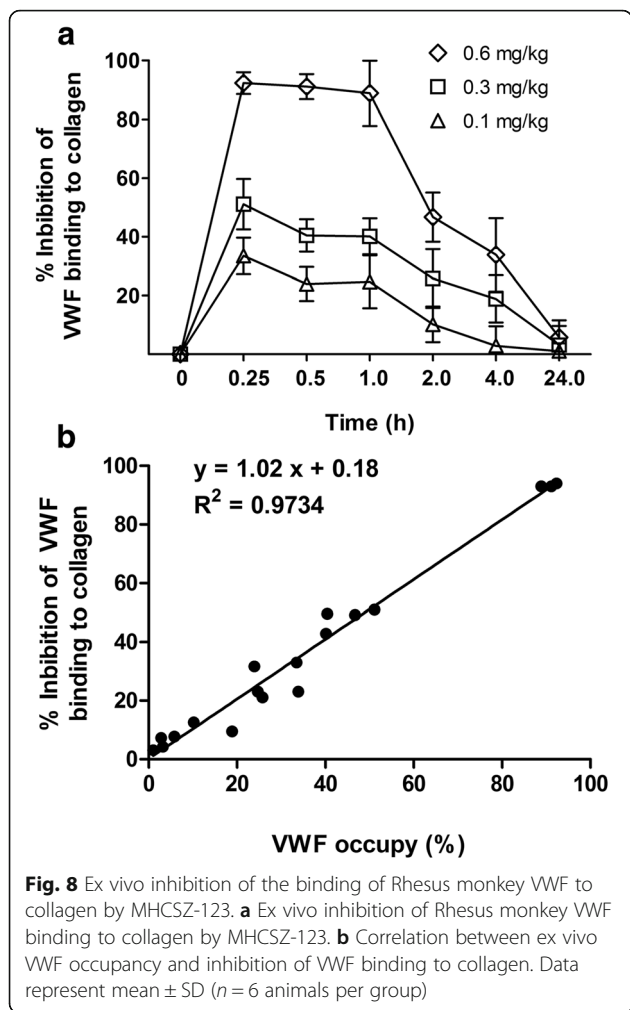 a
% Inbibition of
VWF binding to collagen
100
80
60
40
20
0.6 mg/kg
0.3 mg/kg
0.1 mg/kg
0 0.25 0.5 1.0 2.0 4.0 24.0
Time (h)
b
% Inbibition of VWF
binding to collagen
100
80
60
40
20
0
y = 1.02 x + 0.18
R² = 0.9734
0 20 40 60 80 100
VWF occupy (%)
Fig. 8 Ex vivo inhibition of the binding of Rhesus monkey VWF to
collagen by MHCSZ-123. a Ex vivo inhibition of Rhesus monkey VWF
binding to collagen by MHCSZ-123. b Correlation between ex vivo
VWF occupancy and inhibition of VWF binding to collagen. Data
represent mean ± SD (n = 6 animals per group)